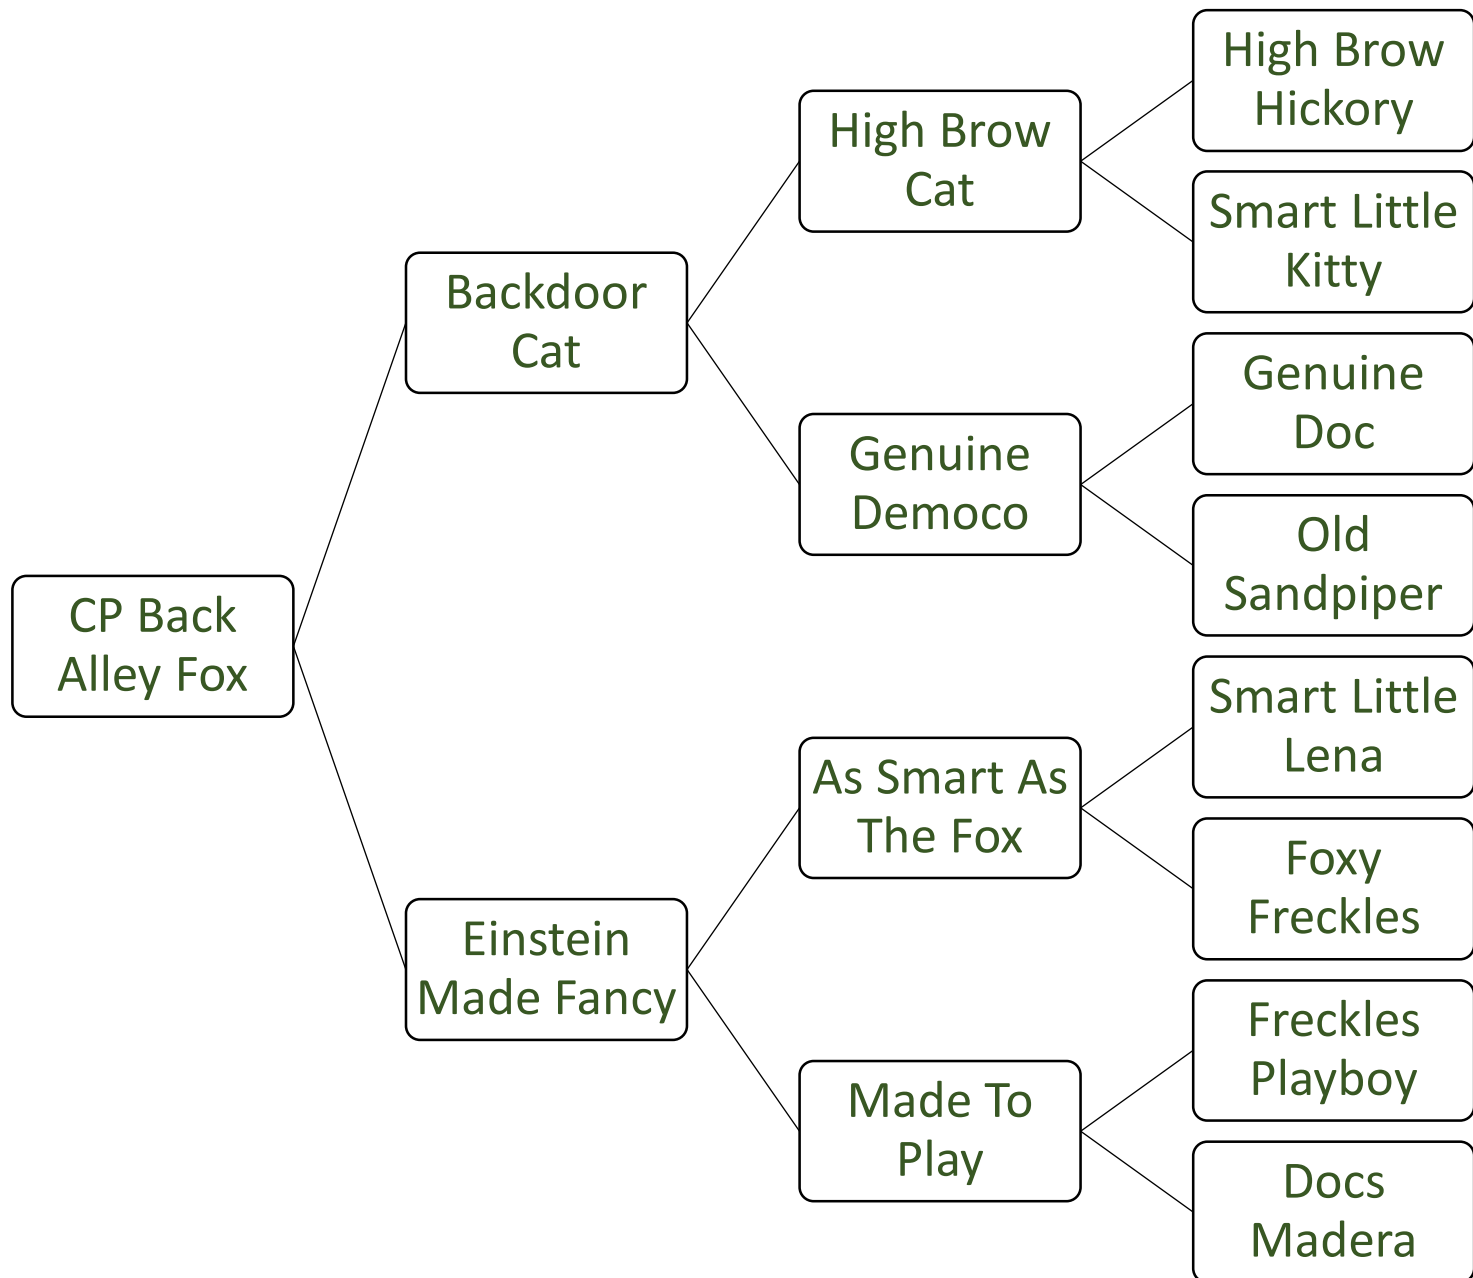 High Brow
Hickory
High Brow
Cat
Smart Little
Kitty
Backdoor
Cat
Genuine
Doc
Genuine
Democo
Old
Sandpiper
CP Back
Alley Fox
Smart Little
Lena
As Smart As
The Fox
Foxy
Freckles
Einstein
Made Fancy
Freckles
Playboy
Made To
Play
Docs
Madera